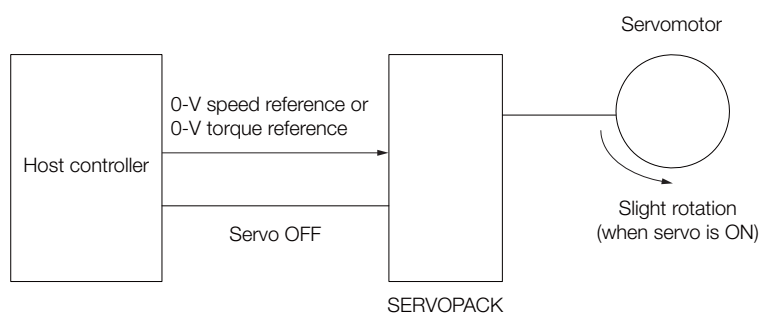 Servomotor
0-V speed reference or
0-V torque reference
Host controller
Servo OFF
Slight rotation
(when servo is ON)
SERVOPACK